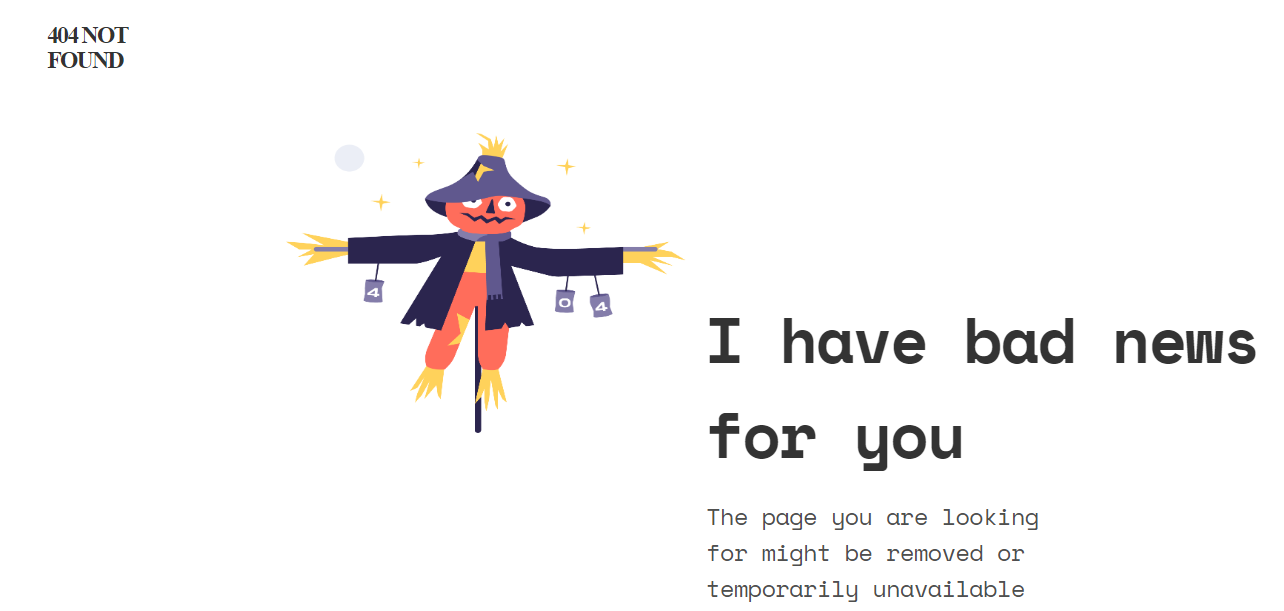 404 NOT
FOUND
4
0
4
I have bad news
for you
The page you are looking
for might be removed or
temporarily unavailable